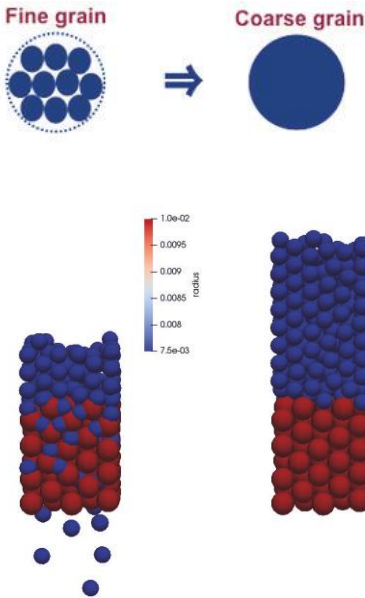 Fine grain
Coarse grain
1.0e-02
0.0095
0.009
0.0085
0.008
7.5e-03
radius